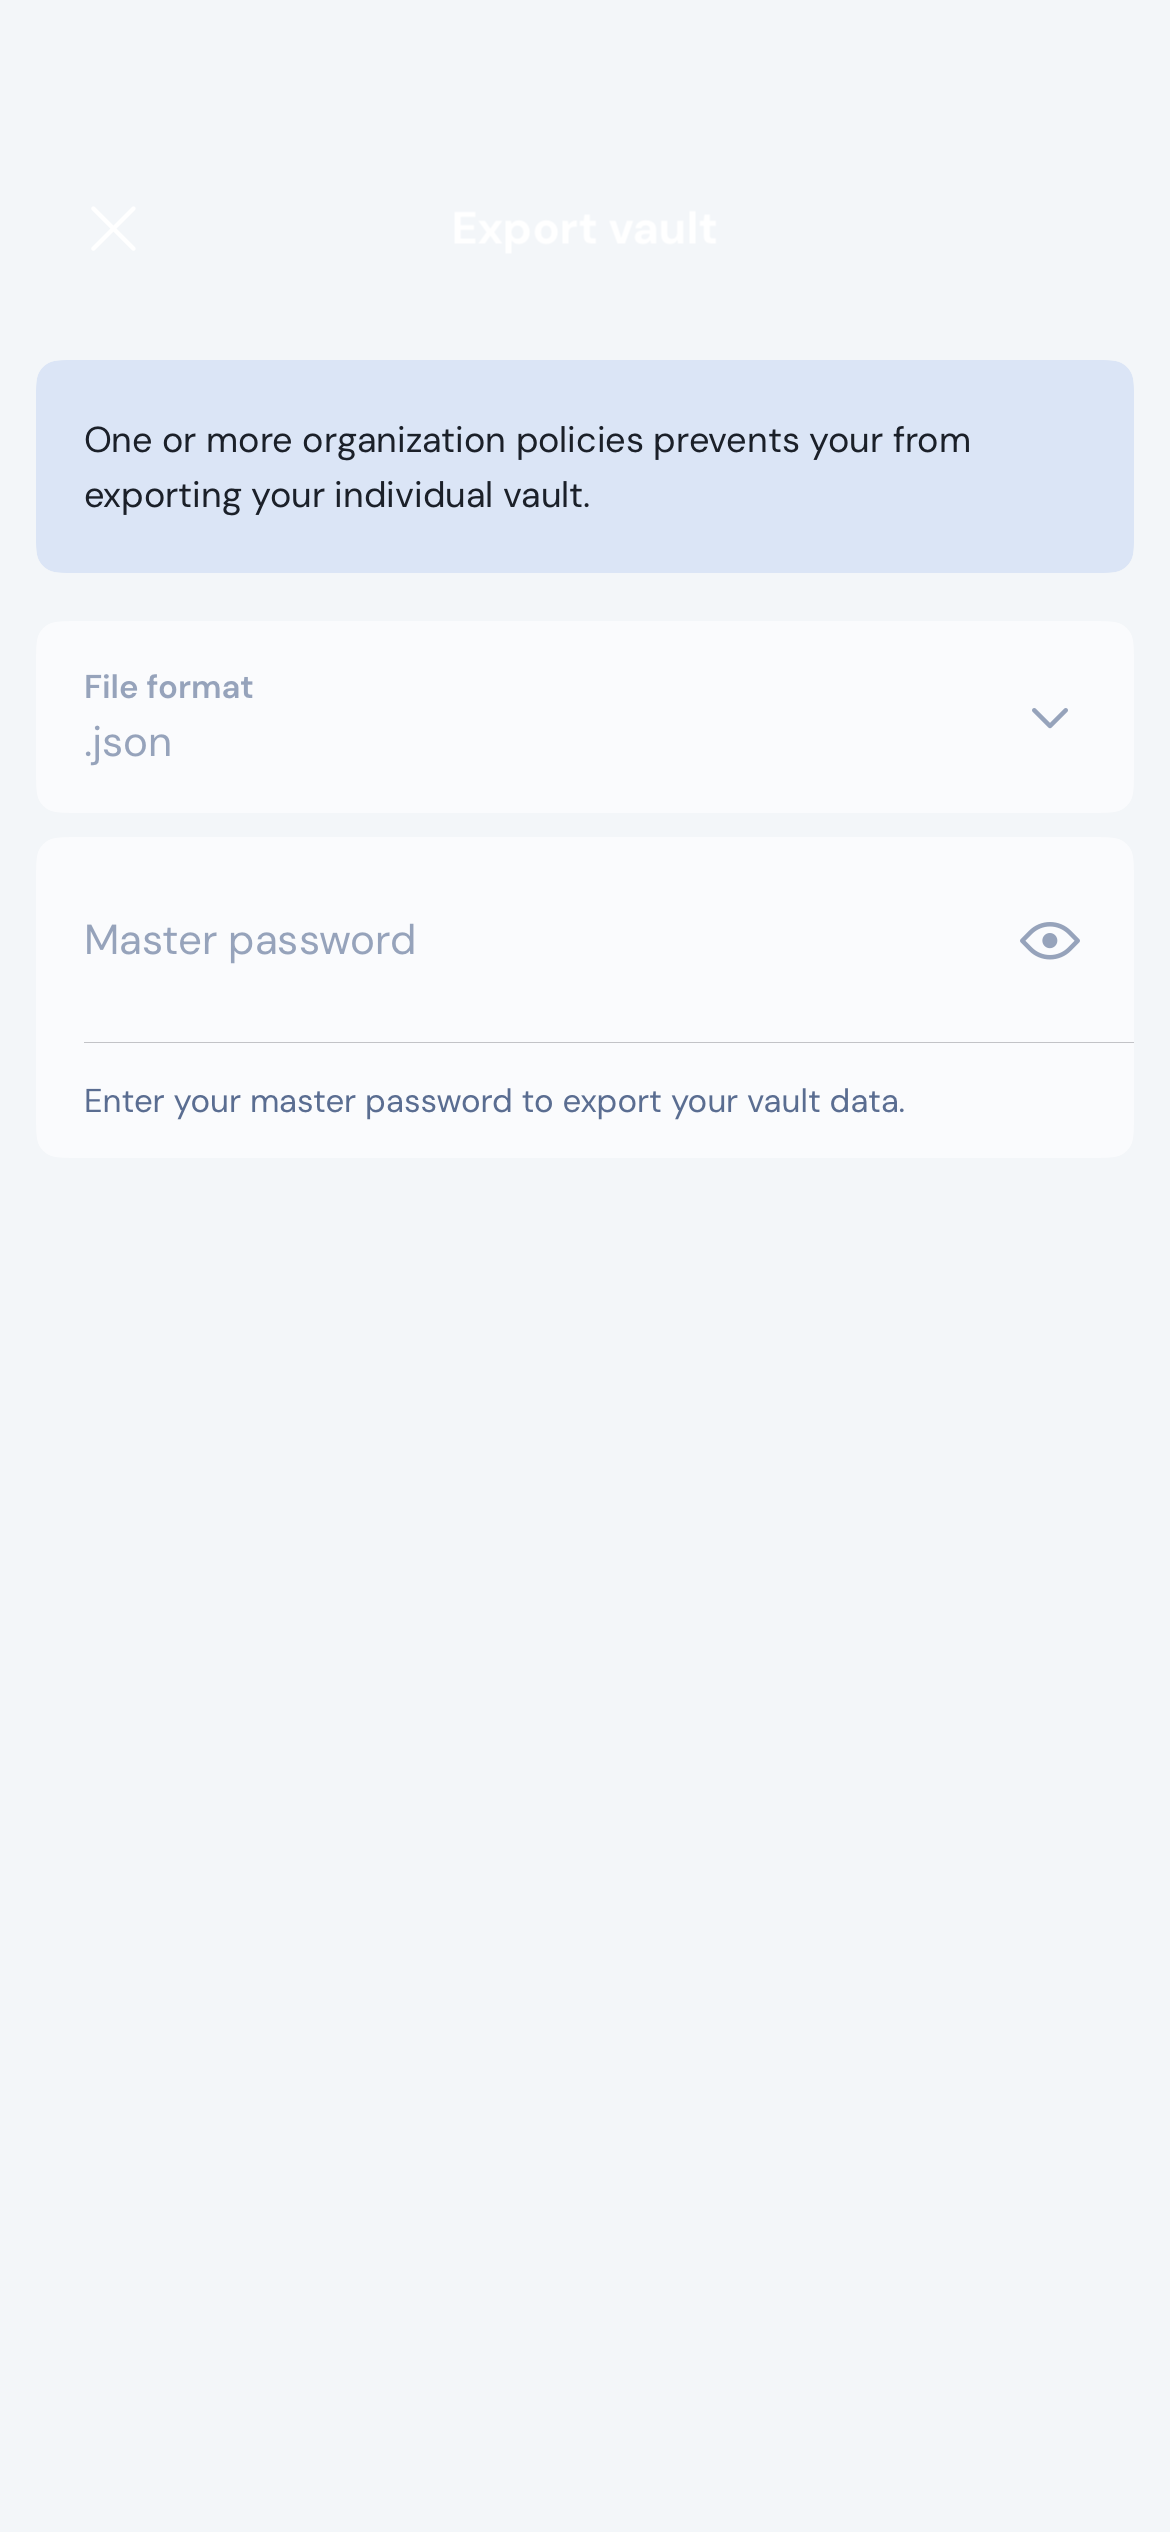 Export vault
One or more organization policies prevents your from
exporting your individual vault.
File format
.json
Master password
Enter your master password to export your vault data.